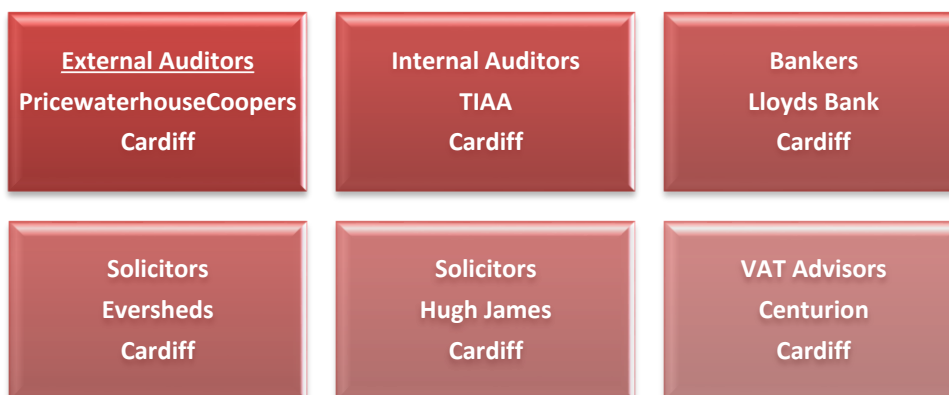 External Auditors
PricewaterhouseCoopers
Cardiff
Internal Auditors
TIAA
Cardiff
Bankers
Lloyds Bank
Cardiff
Solicitors
Eversheds
Cardiff
Solicitors
Hugh James
Cardiff
VAT Advisors
Centurion
Cardiff